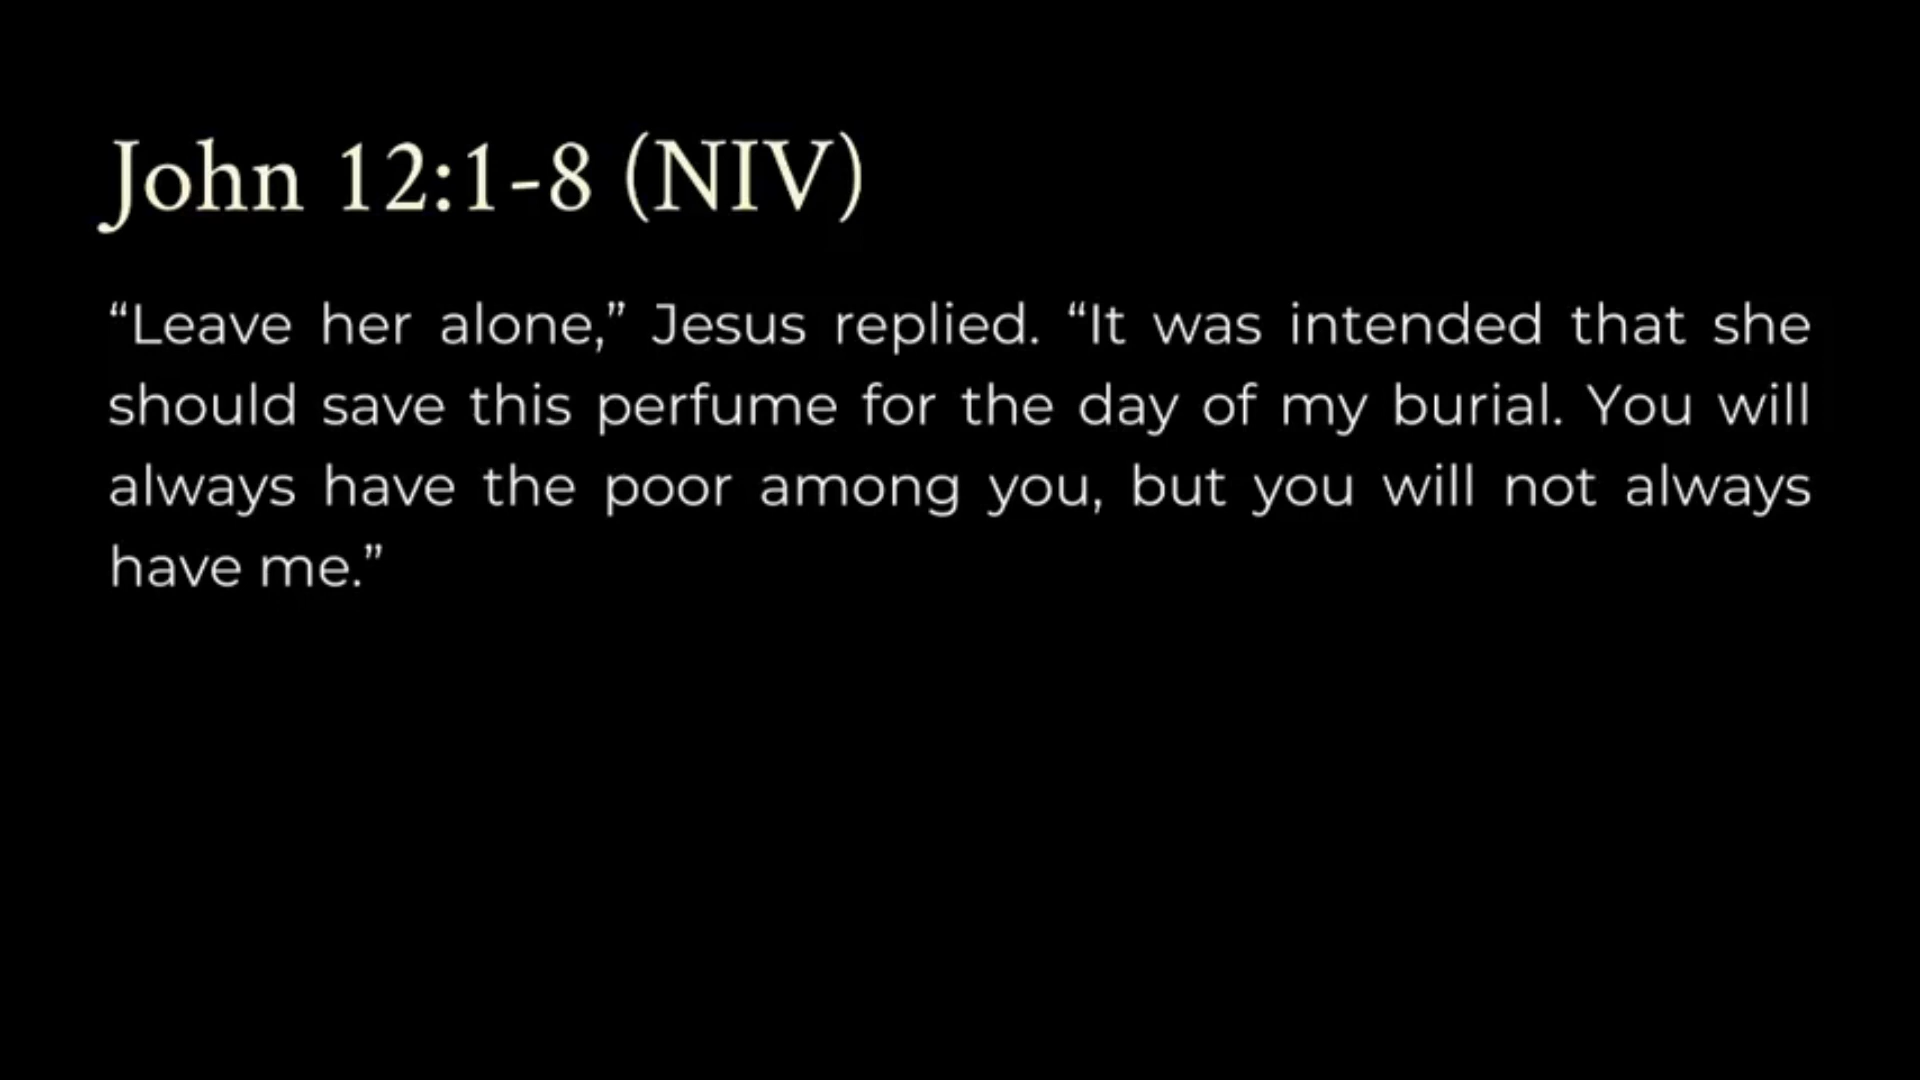 John 12:1-8 (NIV)
“Leave her alone,” Jesus replied. “It was intended that she
should save this perfume for the day of my burial. You will
always have the poor among you, but you will not always
have me.”